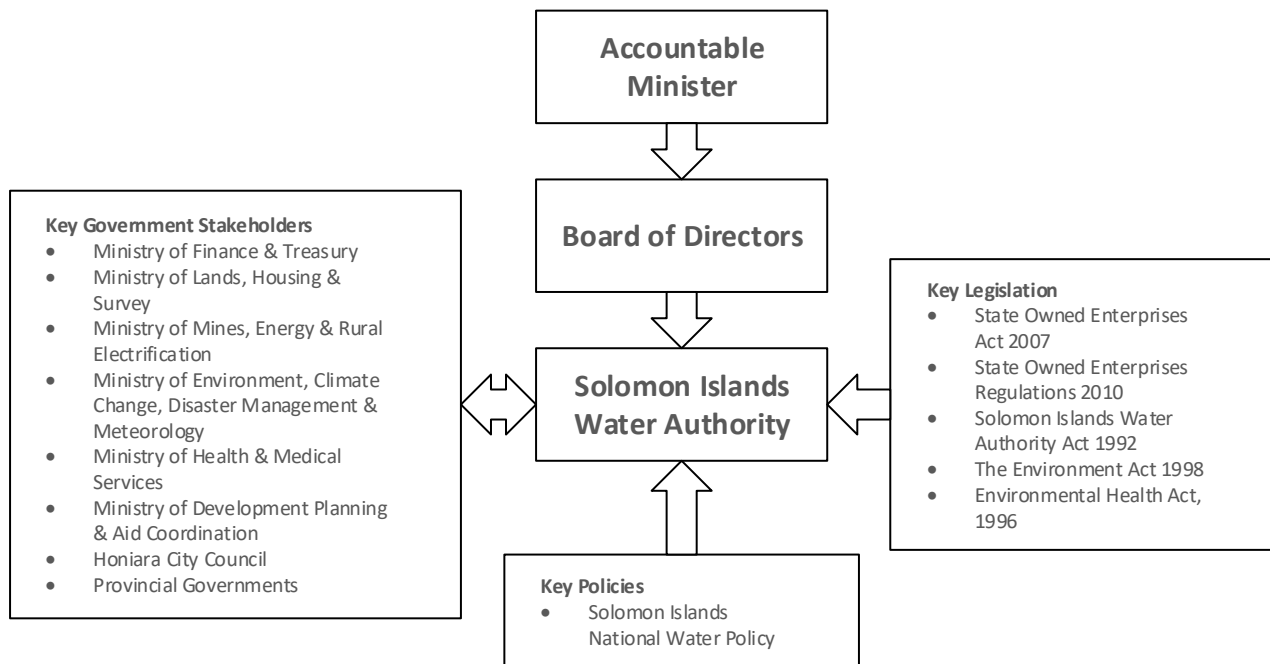 Accountable
Minister
Board of Directors
Key Government Stakeholders
• Ministry of Finance & Treasury
• Ministry of Lands, Housing &
Survey
• Ministry of Mines, Energy & Rural
Electrification
• Ministry of Environment, Climate
Change, Disaster Management &
Meteorology
• Ministry of Health & Medical
Services
• Ministry of Development Planning
& Aid Coordination
• Honiara City Council
• Provincial Governments
Solomon Islands
Water Authority
Key Legislation
• State Owned Enterprises
Act 2007
• State Owned Enterprises
Regulations 2010
• Solomon Islands Water
Authority Act 1992
• The Environment Act 1998
• Environmental Health Act,
1996
Key Policies
• Solomon Islands
National Water Policy